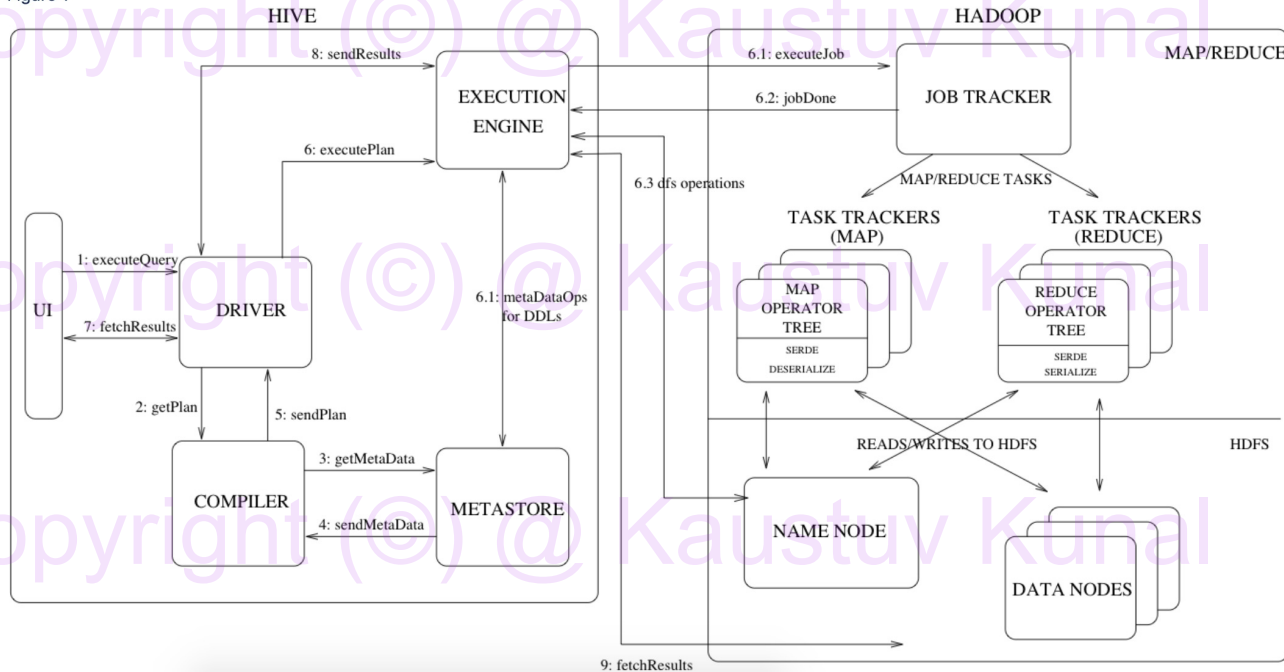 HIVE
HADOOP
MAP/REDUCE
8: sendResults
6.1: executeJob
EXECUTION
ENGINE
JOB TRACKER
6.2: jobDone
6: executePlan
6.3 dfs operations
MAP/REDUCE TASKS
TASK TRACKERS
(MAP)
TASK TRACKERS
(REDUCE)
1: executeQuery
UI
DRIVER
7: fetchResults
6.1: metaDataOps
for DDLs
MAP
OPERATOR
TREE
SERDE
DESERIALIZE
REDUCE
OPERATOR
TREE
SERDE
SERIALIZE
2: getPlan
5: sendPlan
READS/WRITES TO HDFS
HDFS
3: getMetaData
COMPILER
METASTORE
4: sendMetaData
NAME NODE
DATA NODES
9: fetchResults
opyright (©) @ Kaustuv Kunal
opyright (©) @ Kaustuv Kunal
opyright (©) @ Kaustuv Kunal